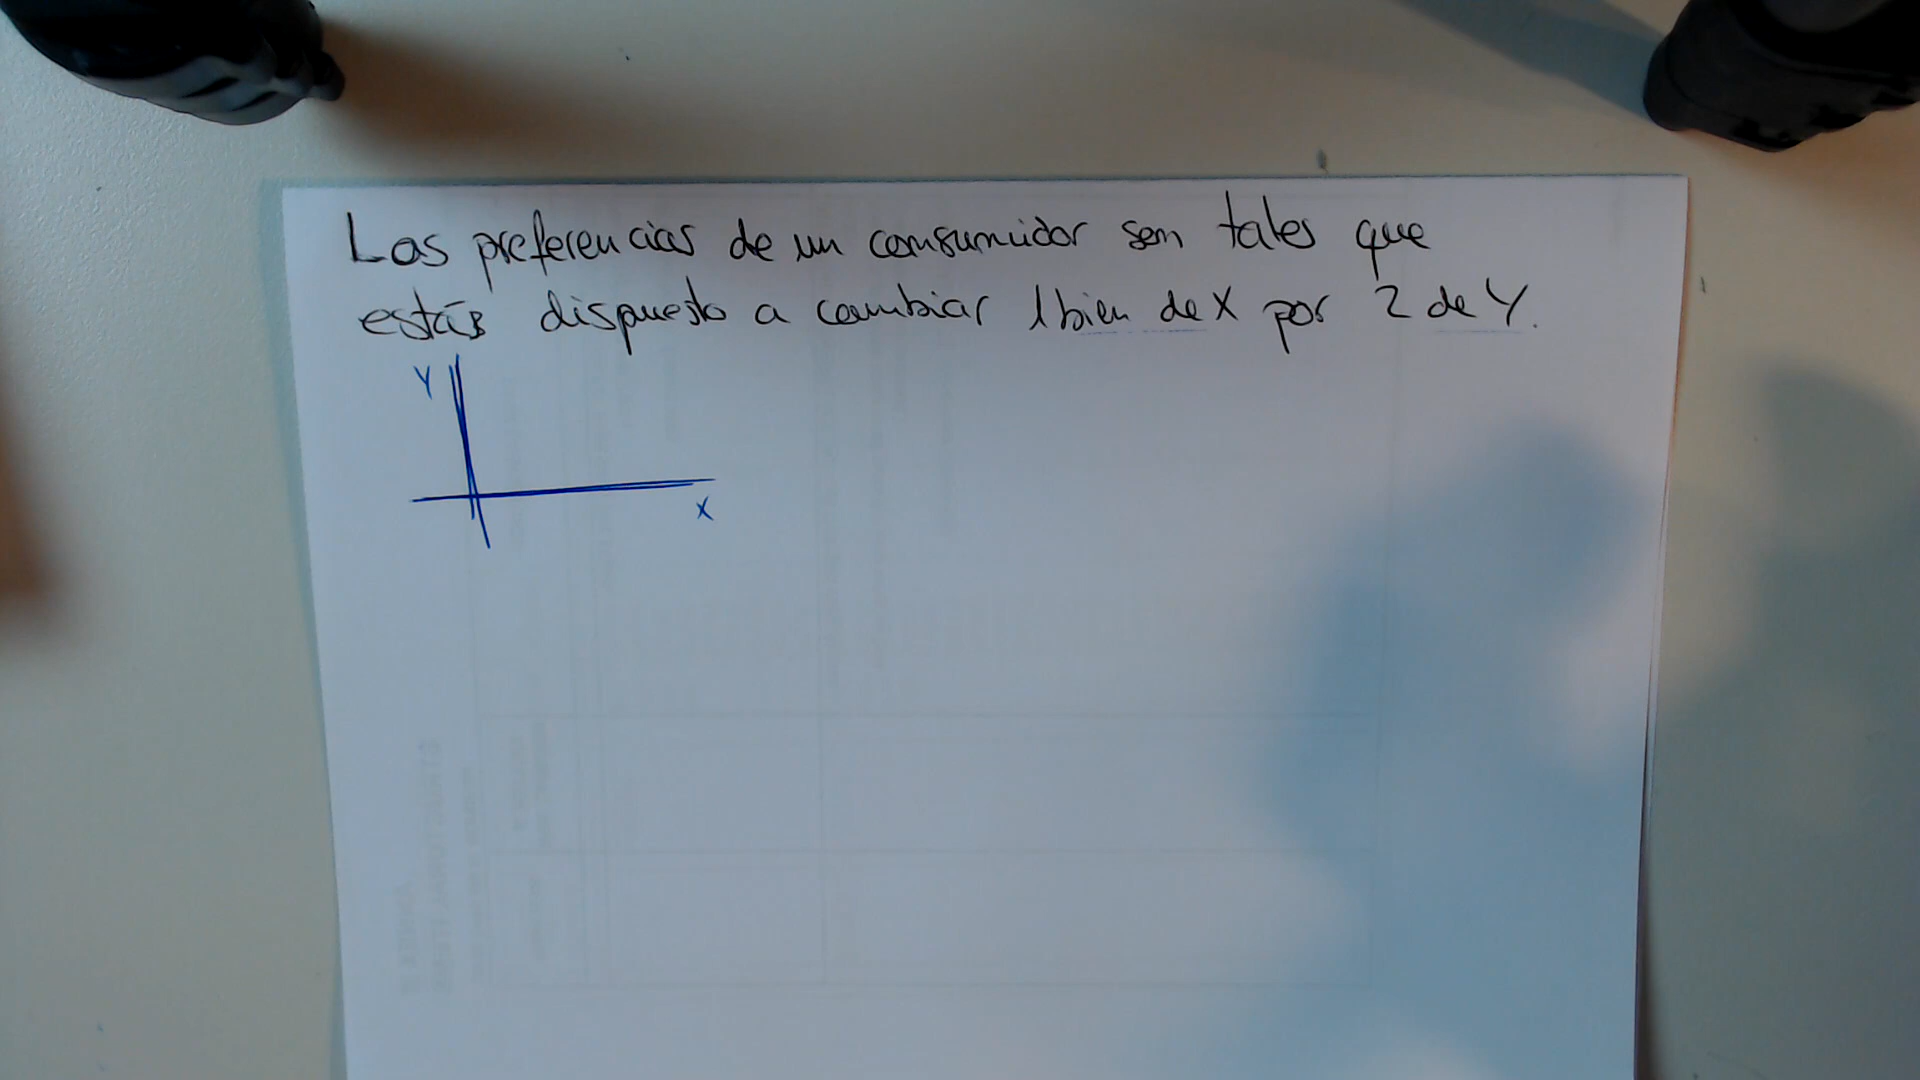 Las preferencias de un consumidor son tales que
estás dispuesto a cambiar 1 bien de X por 2 de Y.
Y
X